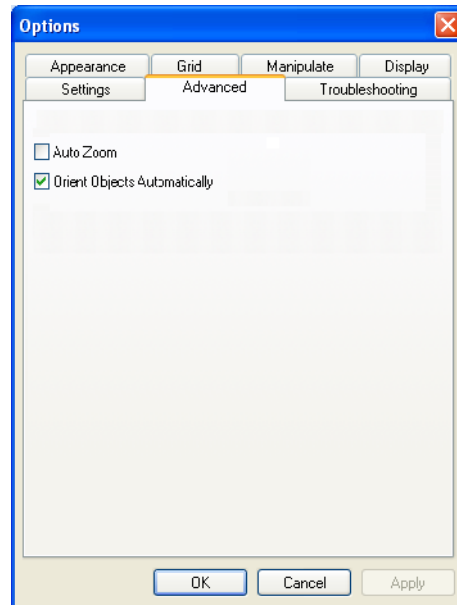 Options
Appearance Grid Manipulate Display
Settings Advanced Troubleshooting
Auto Zoom
Orient Objects Automatically
OK Cancel Apply